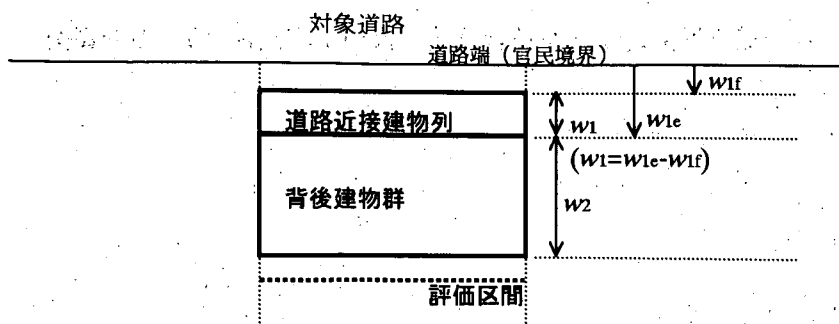 対象道路
道路端（官民境界）
w1f
道路近接建物列
w1
w1e
(w1=w1e-w1f)
背後建物群
w2
評価区間